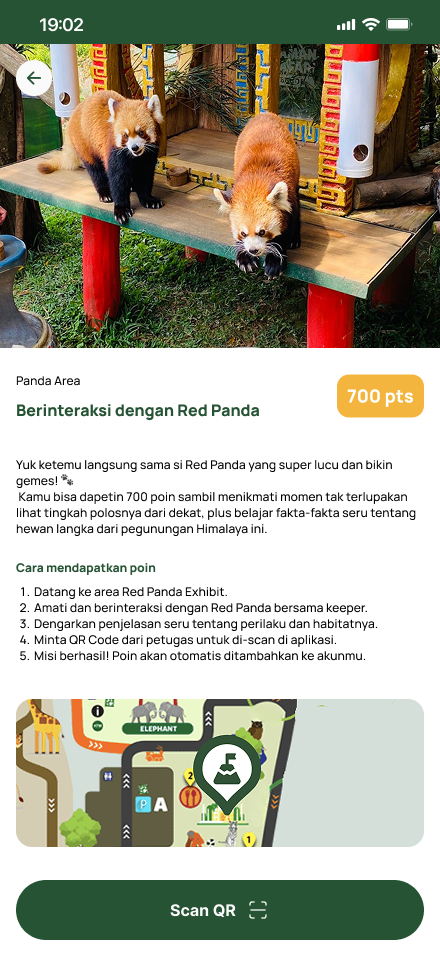 19:02
Panda Area
Berinteraksi dengan Red Panda
700 pts
Yuk ketemu langsung sama si Red Panda yang super lucu dan bikin
gemes! 🐾
Kamu bisa dapetin 700 poin sambil menikmati momen tak terlupakan
lihat tingkah polosnya dari dekat, plus belajar fakta-fakta seru tentang
hewan langka dari pegunungan Himalaya ini.
Cara mendapatkan poin
1. Datang ke area Red Panda Exhibit.
2. Amati dan berinteraksi dengan Red Panda bersama keeper.
3. Dengarkan penjelasan seru tentang perilaku dan habitatnya.
4. Minta QR Code dari petugas untuk di-scan di aplikasi.
5. Misi berhasil! Poin akan otomatis ditambahkan ke akunmu.
ELEPHANT
2
P A
1
Scan QR